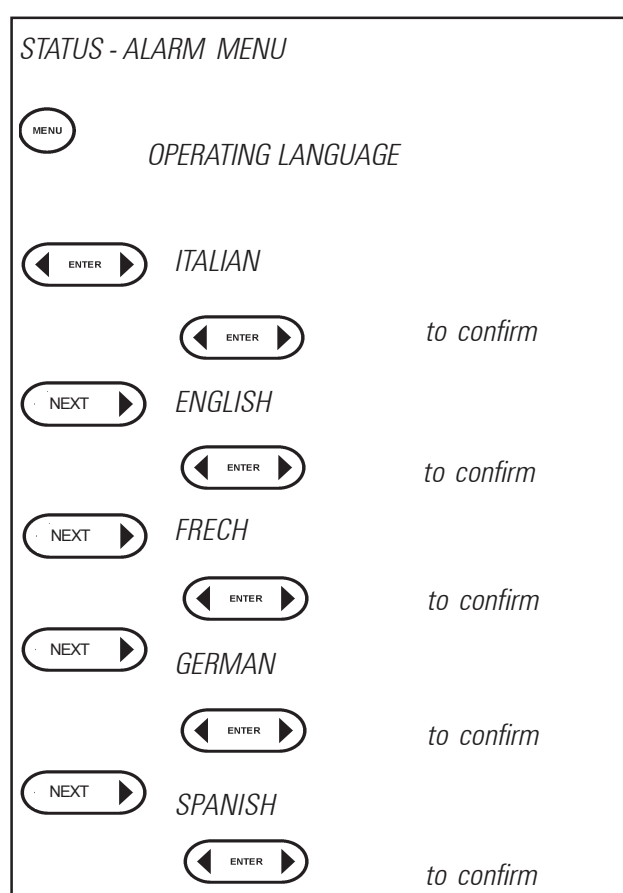 STATUS - ALARM MENU
MENU
OPERATING LANGUAGE
ENTER ITALIAN
ENTER to confirm
NEXT ENGLISH
ENTER to confirm
NEXT FRECH
ENTER to confirm
NEXT GERMAN
ENTER to confirm
NEXT SPANISH
ENTER to confirm